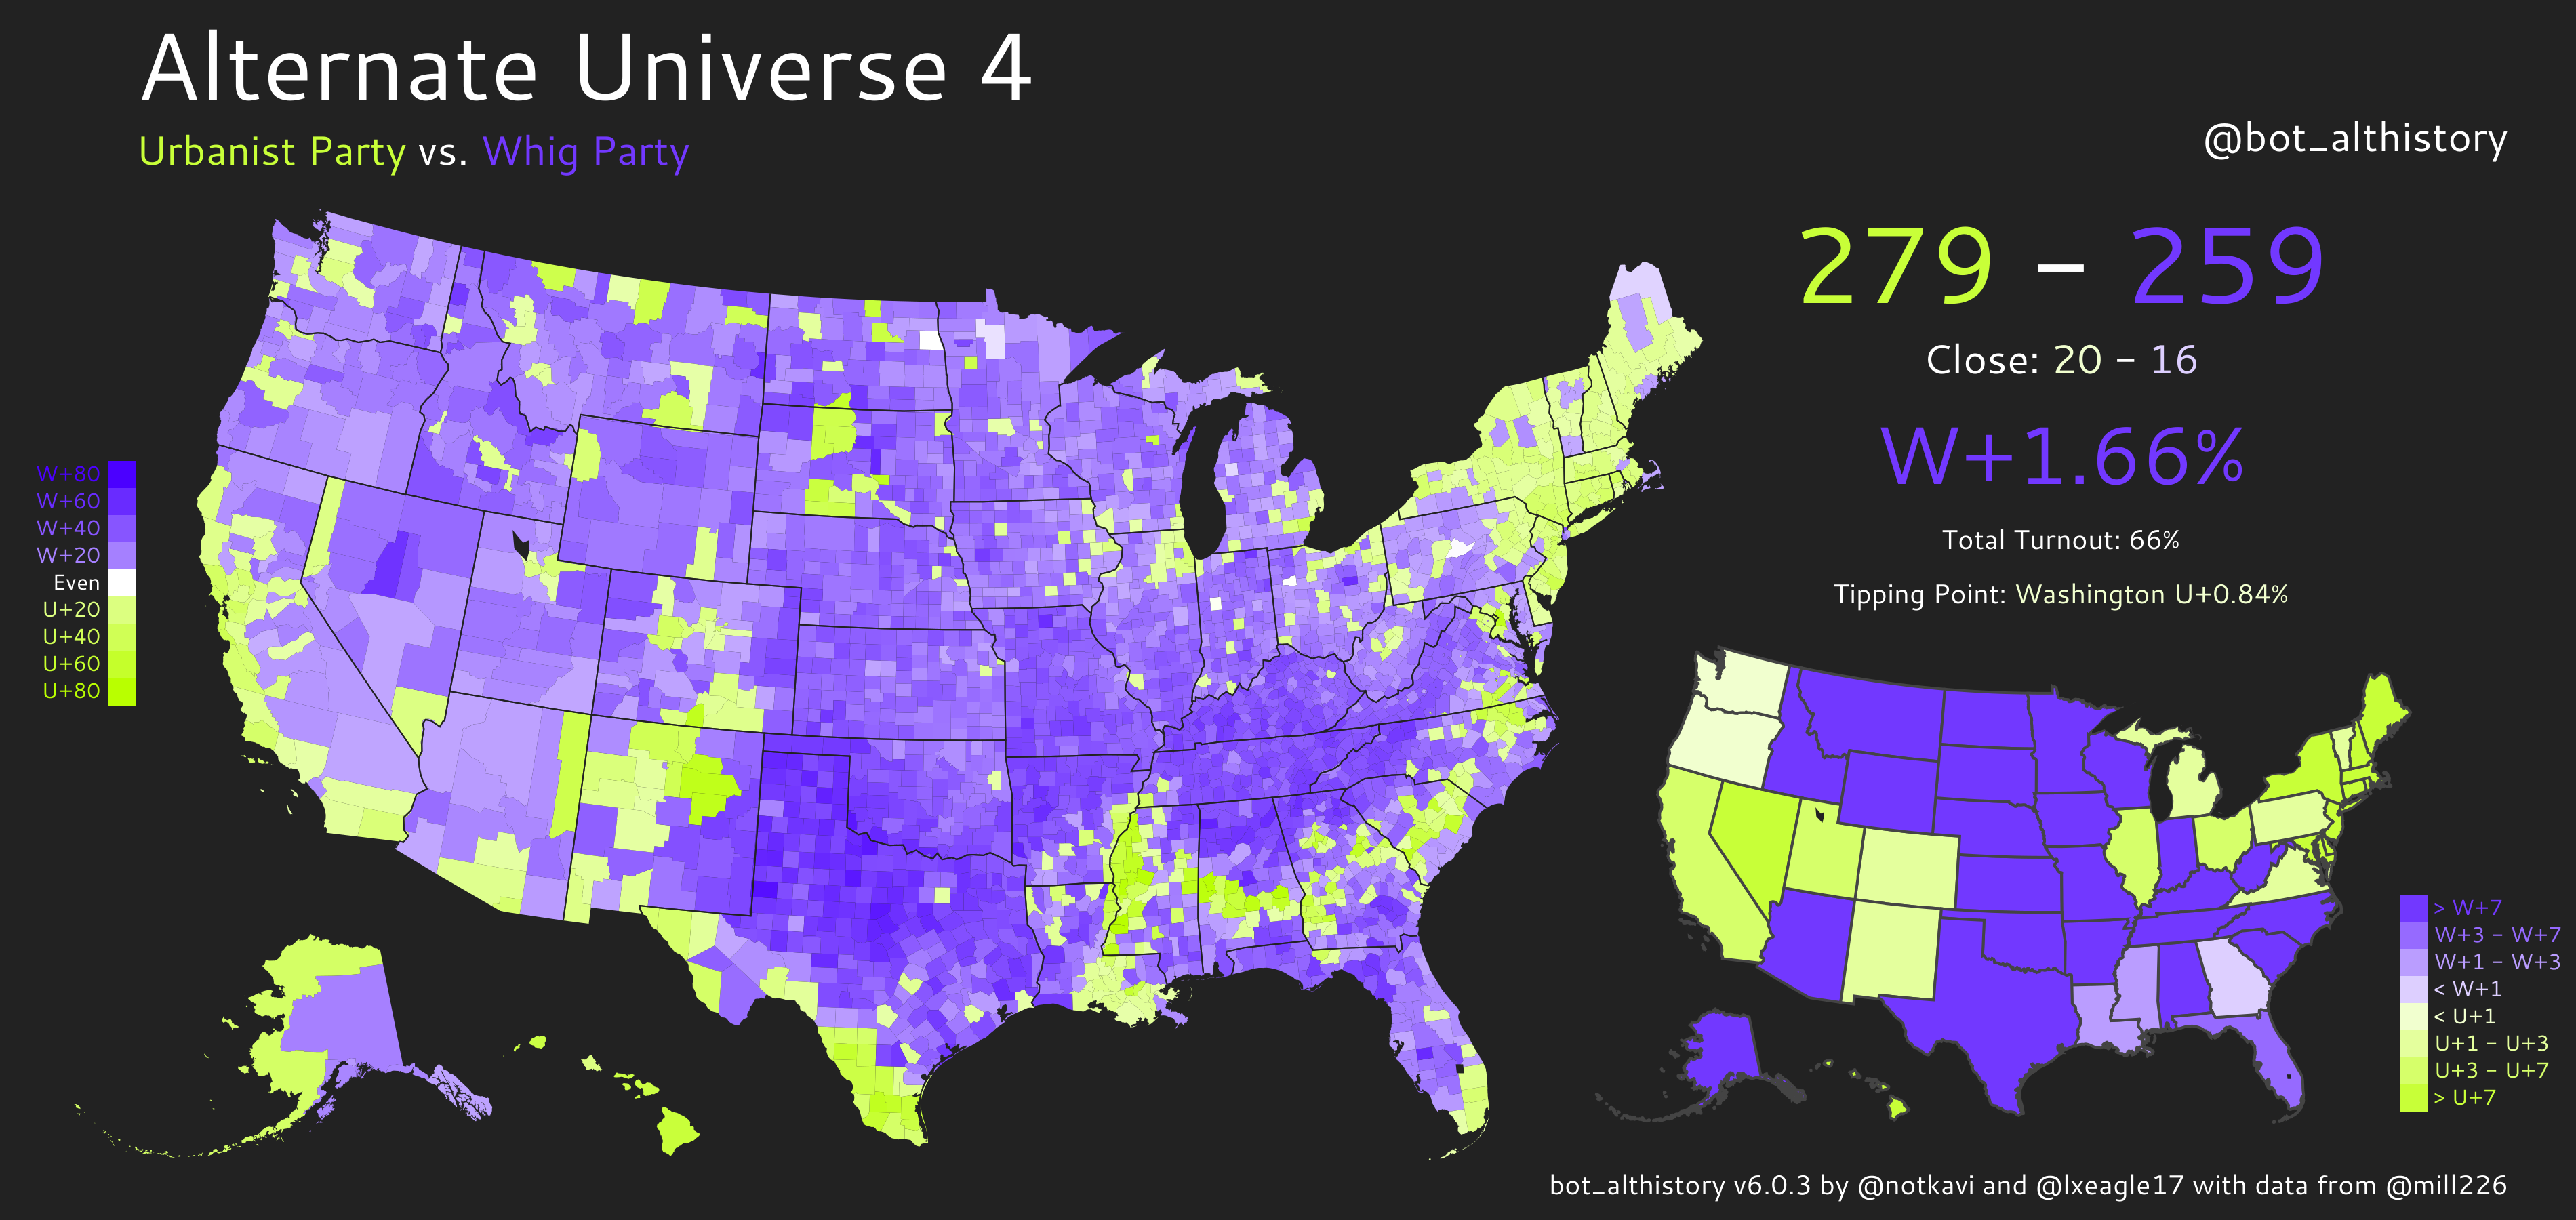 Alternate Universe 4
Urbanist Party vs. Whig Party
@bot_althistory
279 – 259
Close: 20 - 16
W+1.66%
Total Turnout: 66%
Tipping Point: Washington U+0.84%
W+80
W+60
W+40
W+20
Even
U+20
U+40
U+60
U+80
> W+7
W+3 - W+7
W+1 - W+3
< W+1
< U+1
U+1 - U+3
U+3 - U+7
> U+7
bot_althistory v6.0.3 by @notkavi and @lxeagle17 with data from @mill226